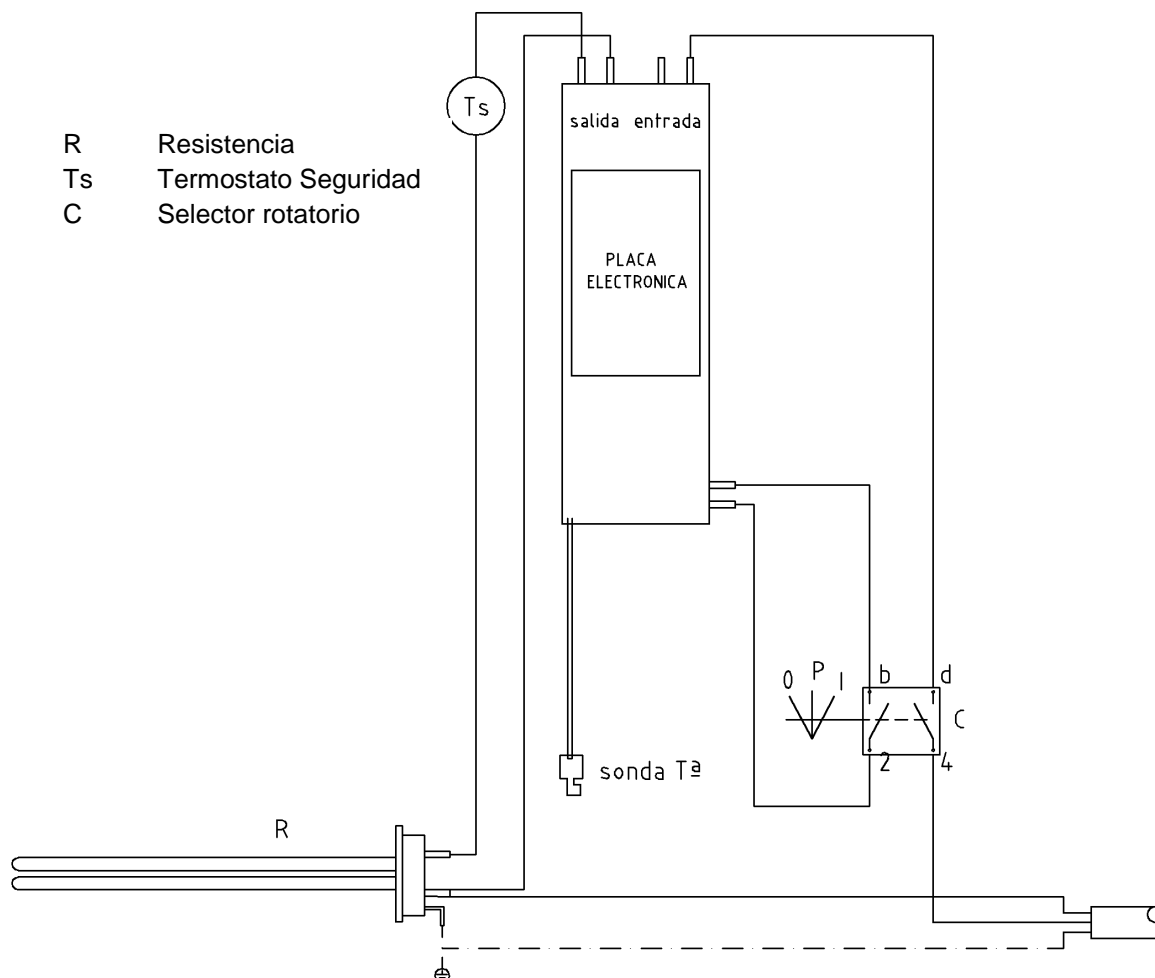 Ts
salida entrada
R Resistencia
Ts Termostato Seguridad
C Selector rotatorio
PLACA
ELECTRONICA
0 P I b d
C
2 4
sonda Tª
R